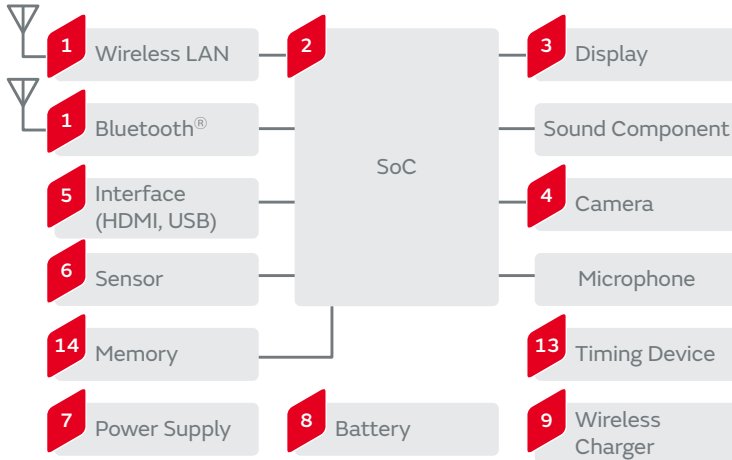 1
Wireless LAN
2
SoC
3
Display
1
Bluetooth®
Sound Component
5
Interface
(HDMI, USB)
4
Camera
6
Sensor
Microphone
14
Memory
13
Timing Device
7
Power Supply
8
Battery
9
Wireless
Charger